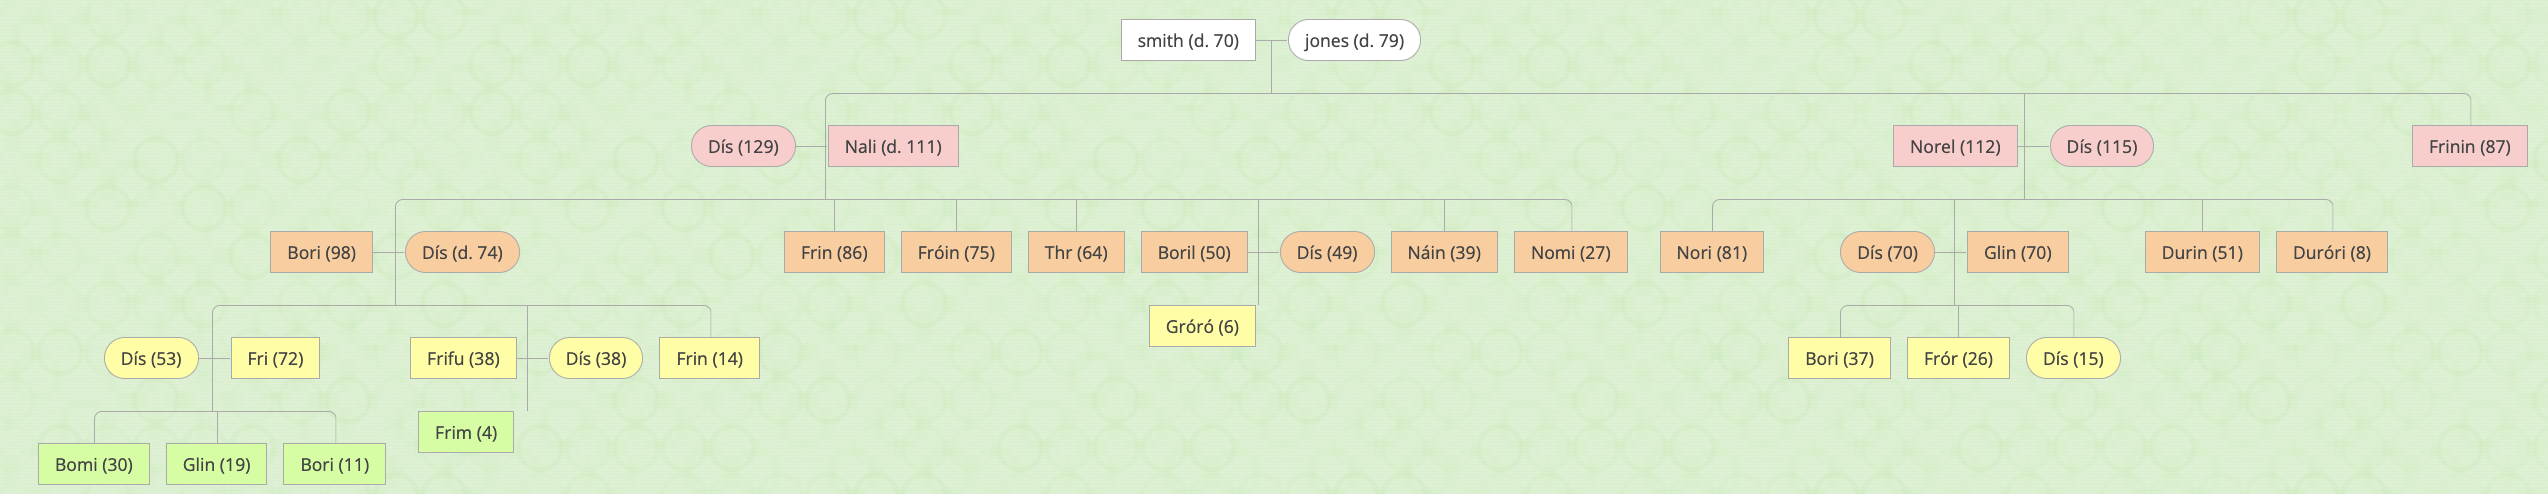 smith (d. 70)
jones (d. 79)
Dís (129)
Nali (d. 111)
Norel (112)
Dís (115)
Frinin (87)
Bori (98)
Dís (d. 74)
Frin (86)
Fróin (75)
Thr (64)
Boril (50)
Dís (49)
Náin (39)
Nomi (27)
Nori (81)
Dís (70)
Glin (70)
Durin (51)
Duróri (8)
Gróró (6)
Dís (53)
Fri (72)
Frifu (38)
Dís (38)
Frin (14)
Bori (37)
Frór (26)
Dís (15)
Frim (4)
Bomi (30)
Glin (19)
Bori (11)